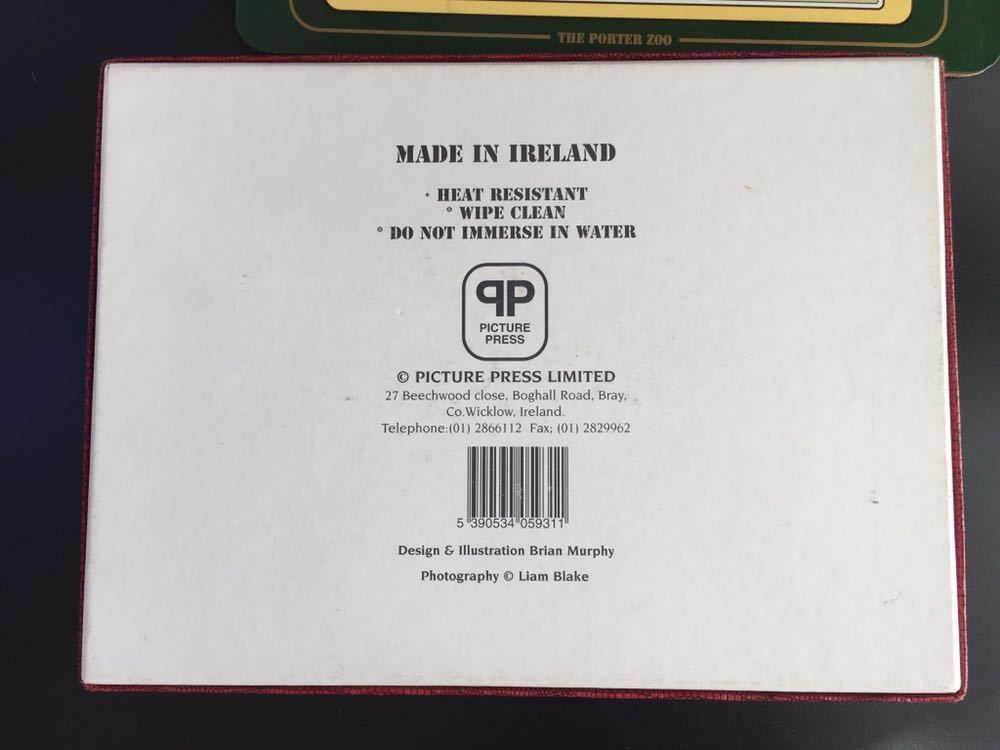 THE PORTER ZOO
MADE IN IRELAND
* HEAT RESISTANT
* WIPE CLEAN
* DO NOT IMMERSE IN WATER
PP
PICTURE
PRESS
© PICTURE PRESS LIMITED
27 Beechwood close, Boghall Road, Bray,
Co.Wicklow, Ireland.
Telephone:(01) 2866112 Fax; (01) 2829962
5 390534 059311
Design & Illustration Brian Murphy
Photography © Liam Blake